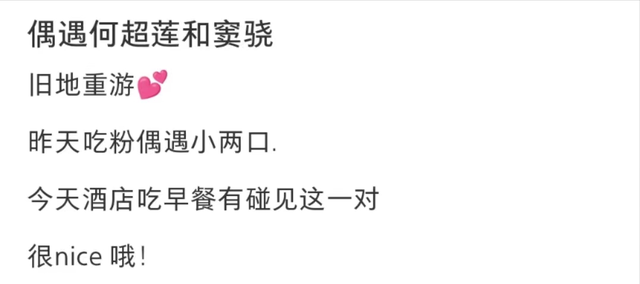 偶遇何超莲和窦骁
旧地重游💕
昨天吃粉偶遇小两口.
今天酒店吃早餐有碰见这一对
很nice 哦!